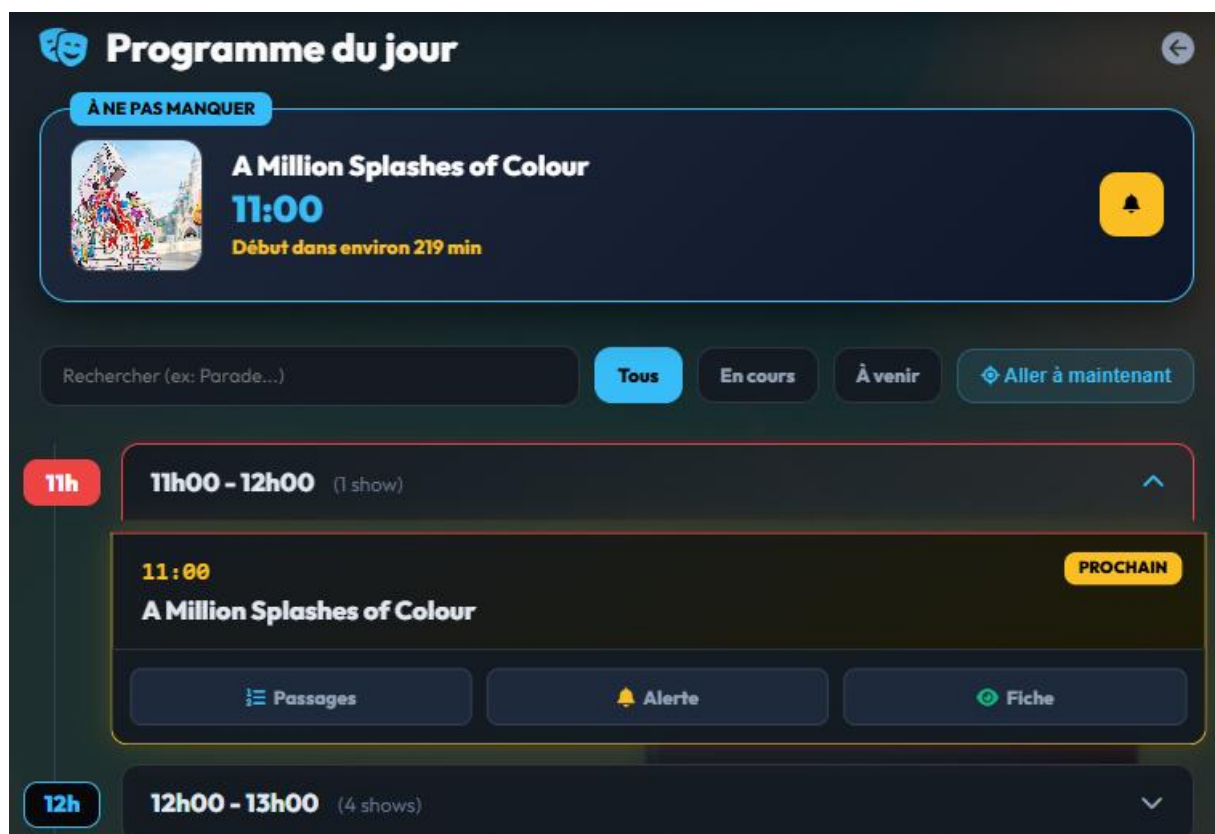 Programme du jour
À NE PAS MANQUER
A Million Splashes of Colour
11:00
Début dans environ 219 min
Rechercher (ex: Parade...)
Tous
En cours
À venir
Aller à maintenant
11h
11h00 - 12h00 (1 show)
11:00
PROCHAIN
A Million Splashes of Colour
Passages
Alerte
Fiche
12h
12h00 - 13h00 (4 shows)